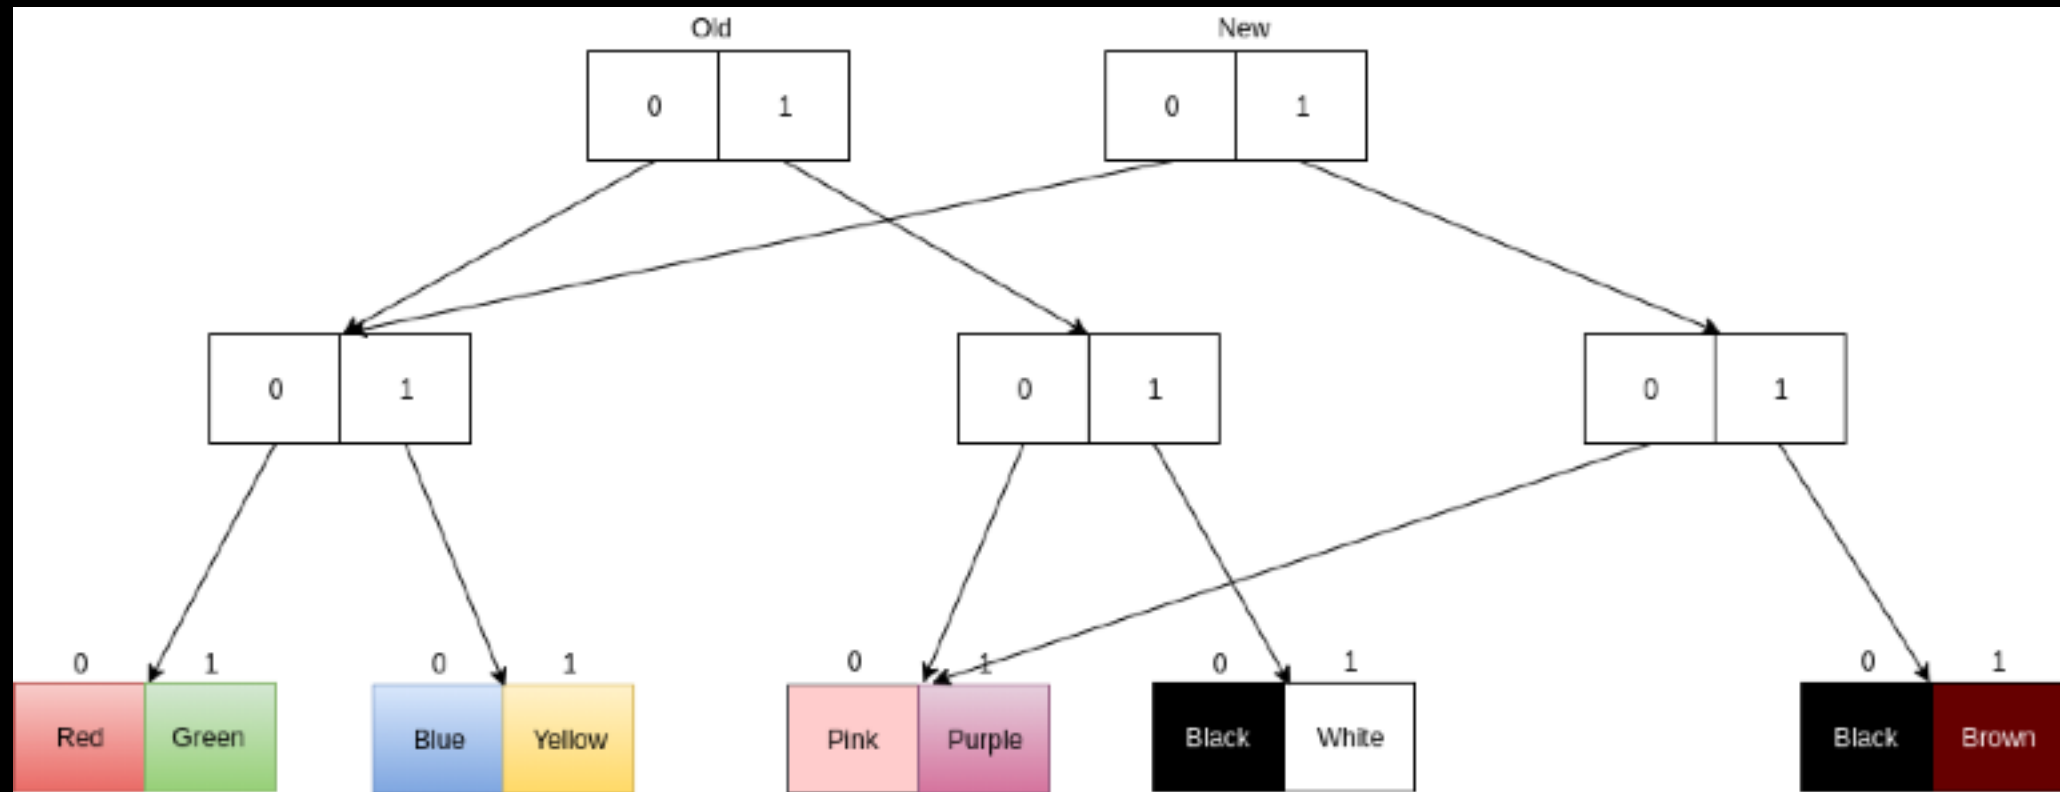 Old New
0 1 0 1
0 1 0 1 0 1
0 1 0 1 0 1 0 1 0 1
Red Green Blue Yellow Pink Purple Black White Black Brown